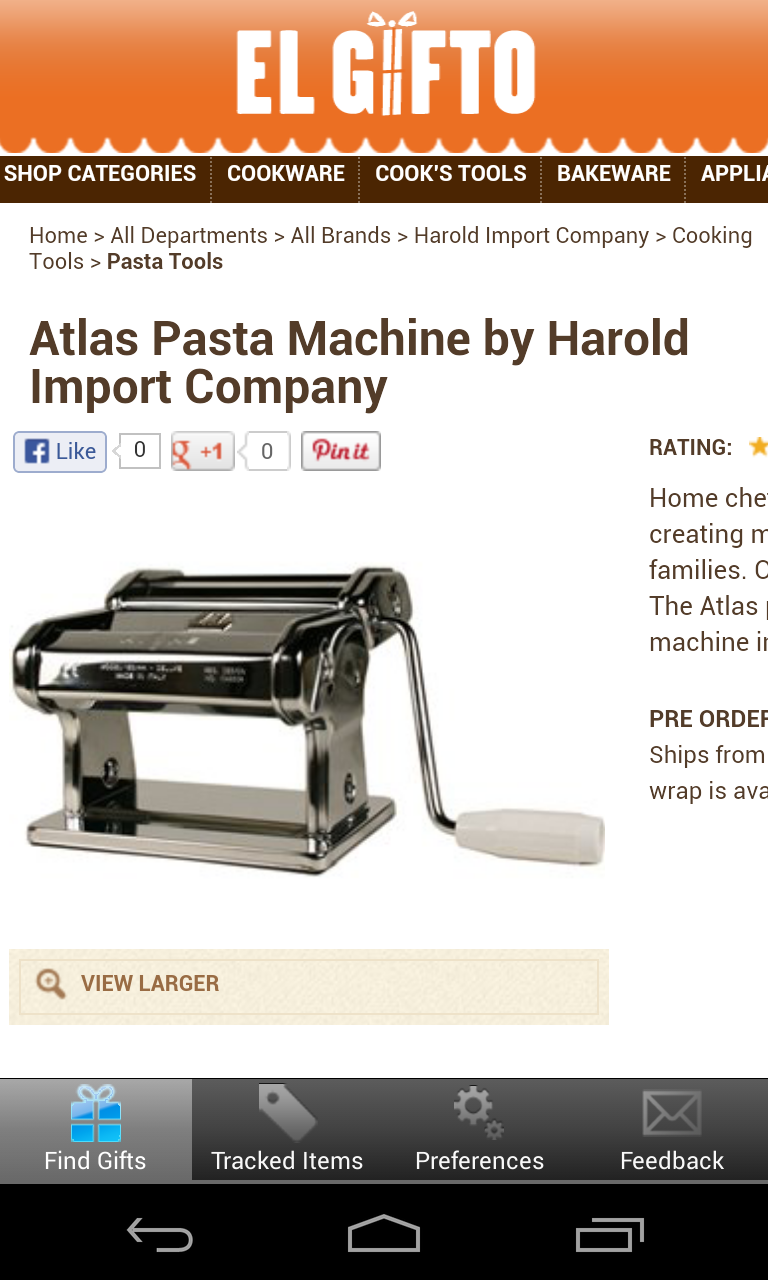 EL GIFTO
SHOP CATEGORIES COOKWARE COOK'S TOOLS BAKEWARE APPLIA
Home > All Departments > All Brands > Harold Import Company > Cooking
Tools > Pasta Tools
Atlas Pasta Machine by Harold
Import Company
Like 0 +1 0 Pin it
RATING:
Home che
creating m
families. C
The Atlas
machine i
PRE ORDER
Ships from
wrap is ava
MADE IN ITALY
VIEW LARGER
Find Gifts Tracked Items Preferences Feedback